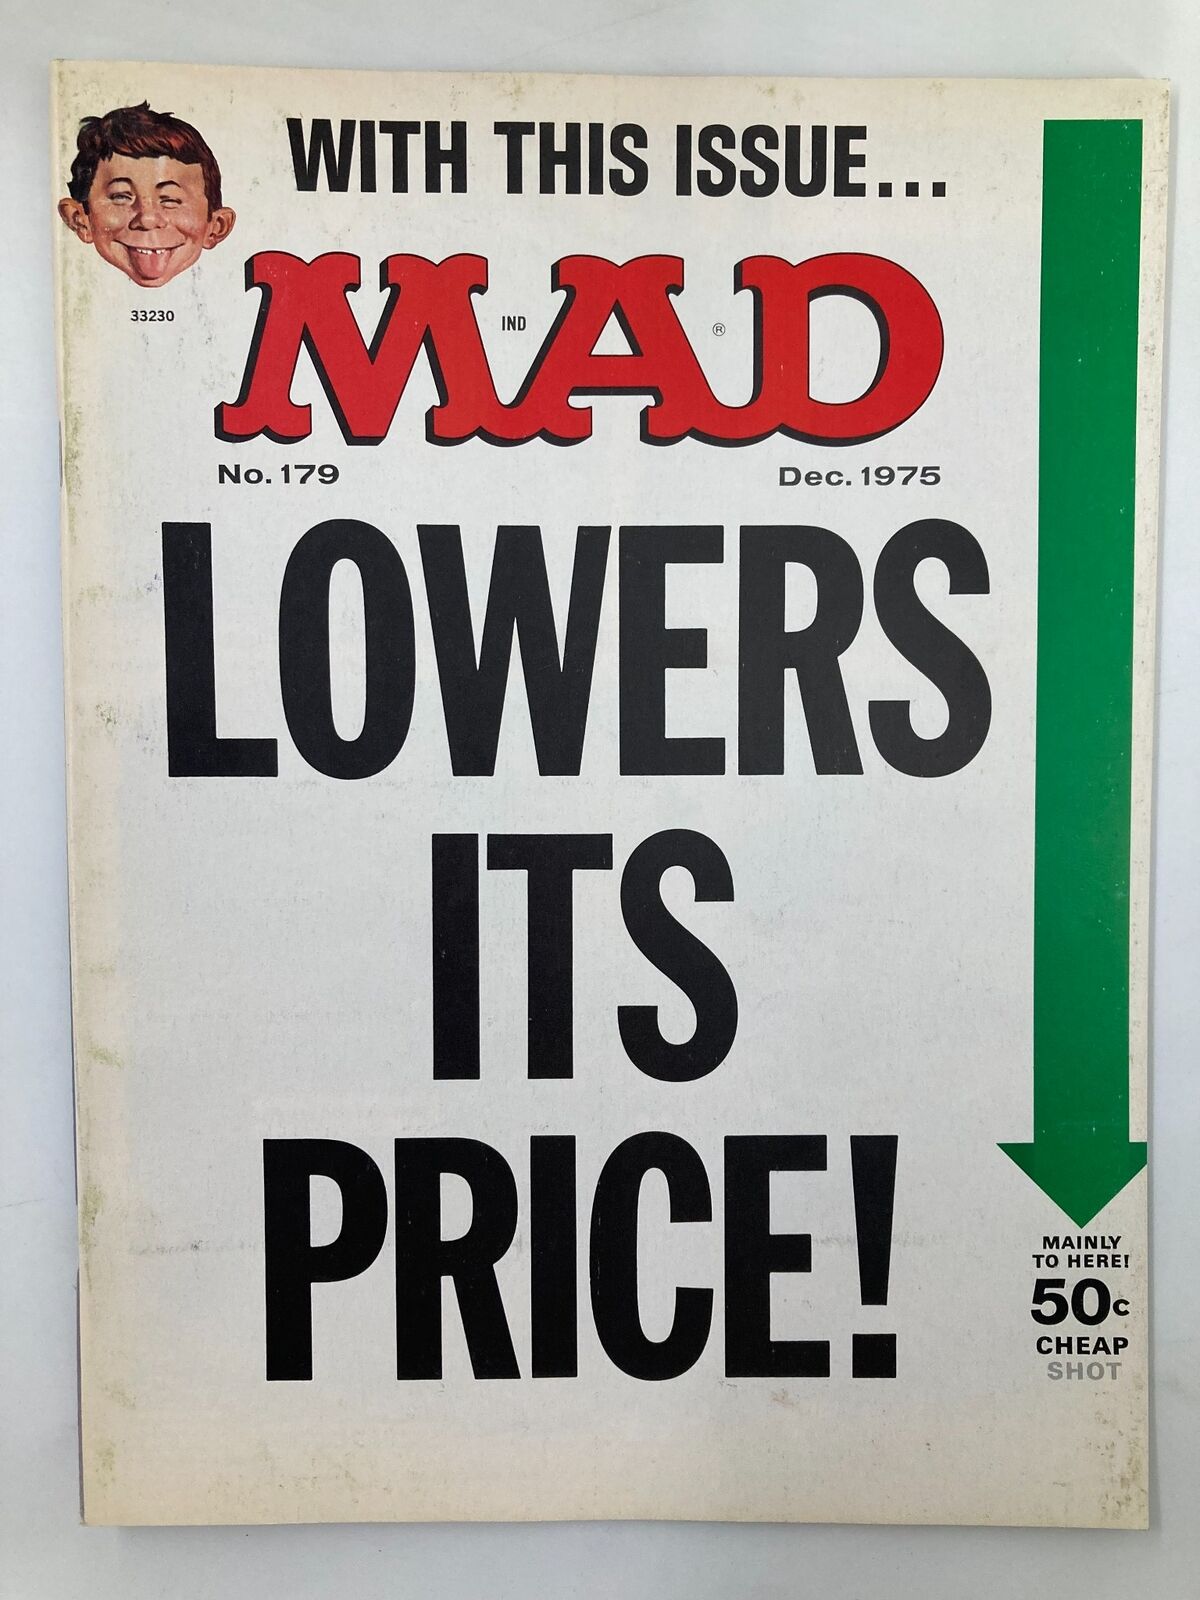 WITH THIS ISSUE...
33230
MAD
IND
®
No. 179
Dec. 1975
LOWERS
ITS
PRICE!
MAINLY
TO HERE!
50c
CHEAP
SHOT